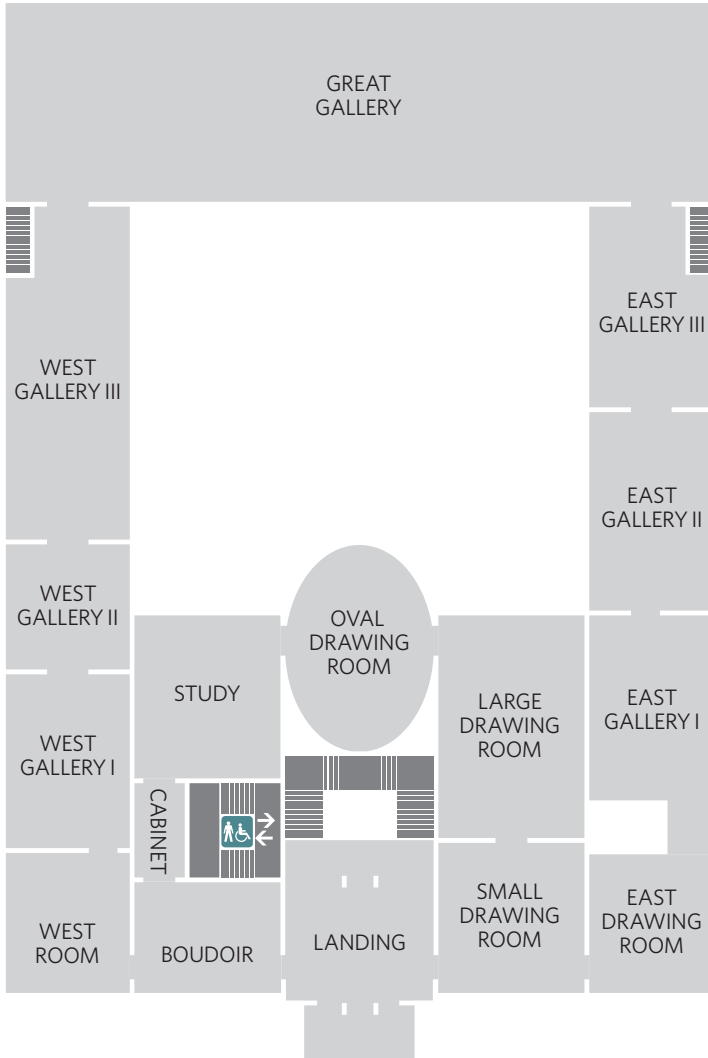 GREAT
GALLERY
EAST
GALLERY III
WEST
GALLERY III
EAST
GALLERY II
WEST
GALLERY II
OVAL
DRAWING
ROOM
STUDY
LARGE
DRAWING
ROOM
EAST
GALLERY I
WEST
GALLERY I
CABINET
WEST
ROOM
BOUDOIR
LANDING
SMALL
DRAWING
ROOM
EAST
DRAWING
ROOM